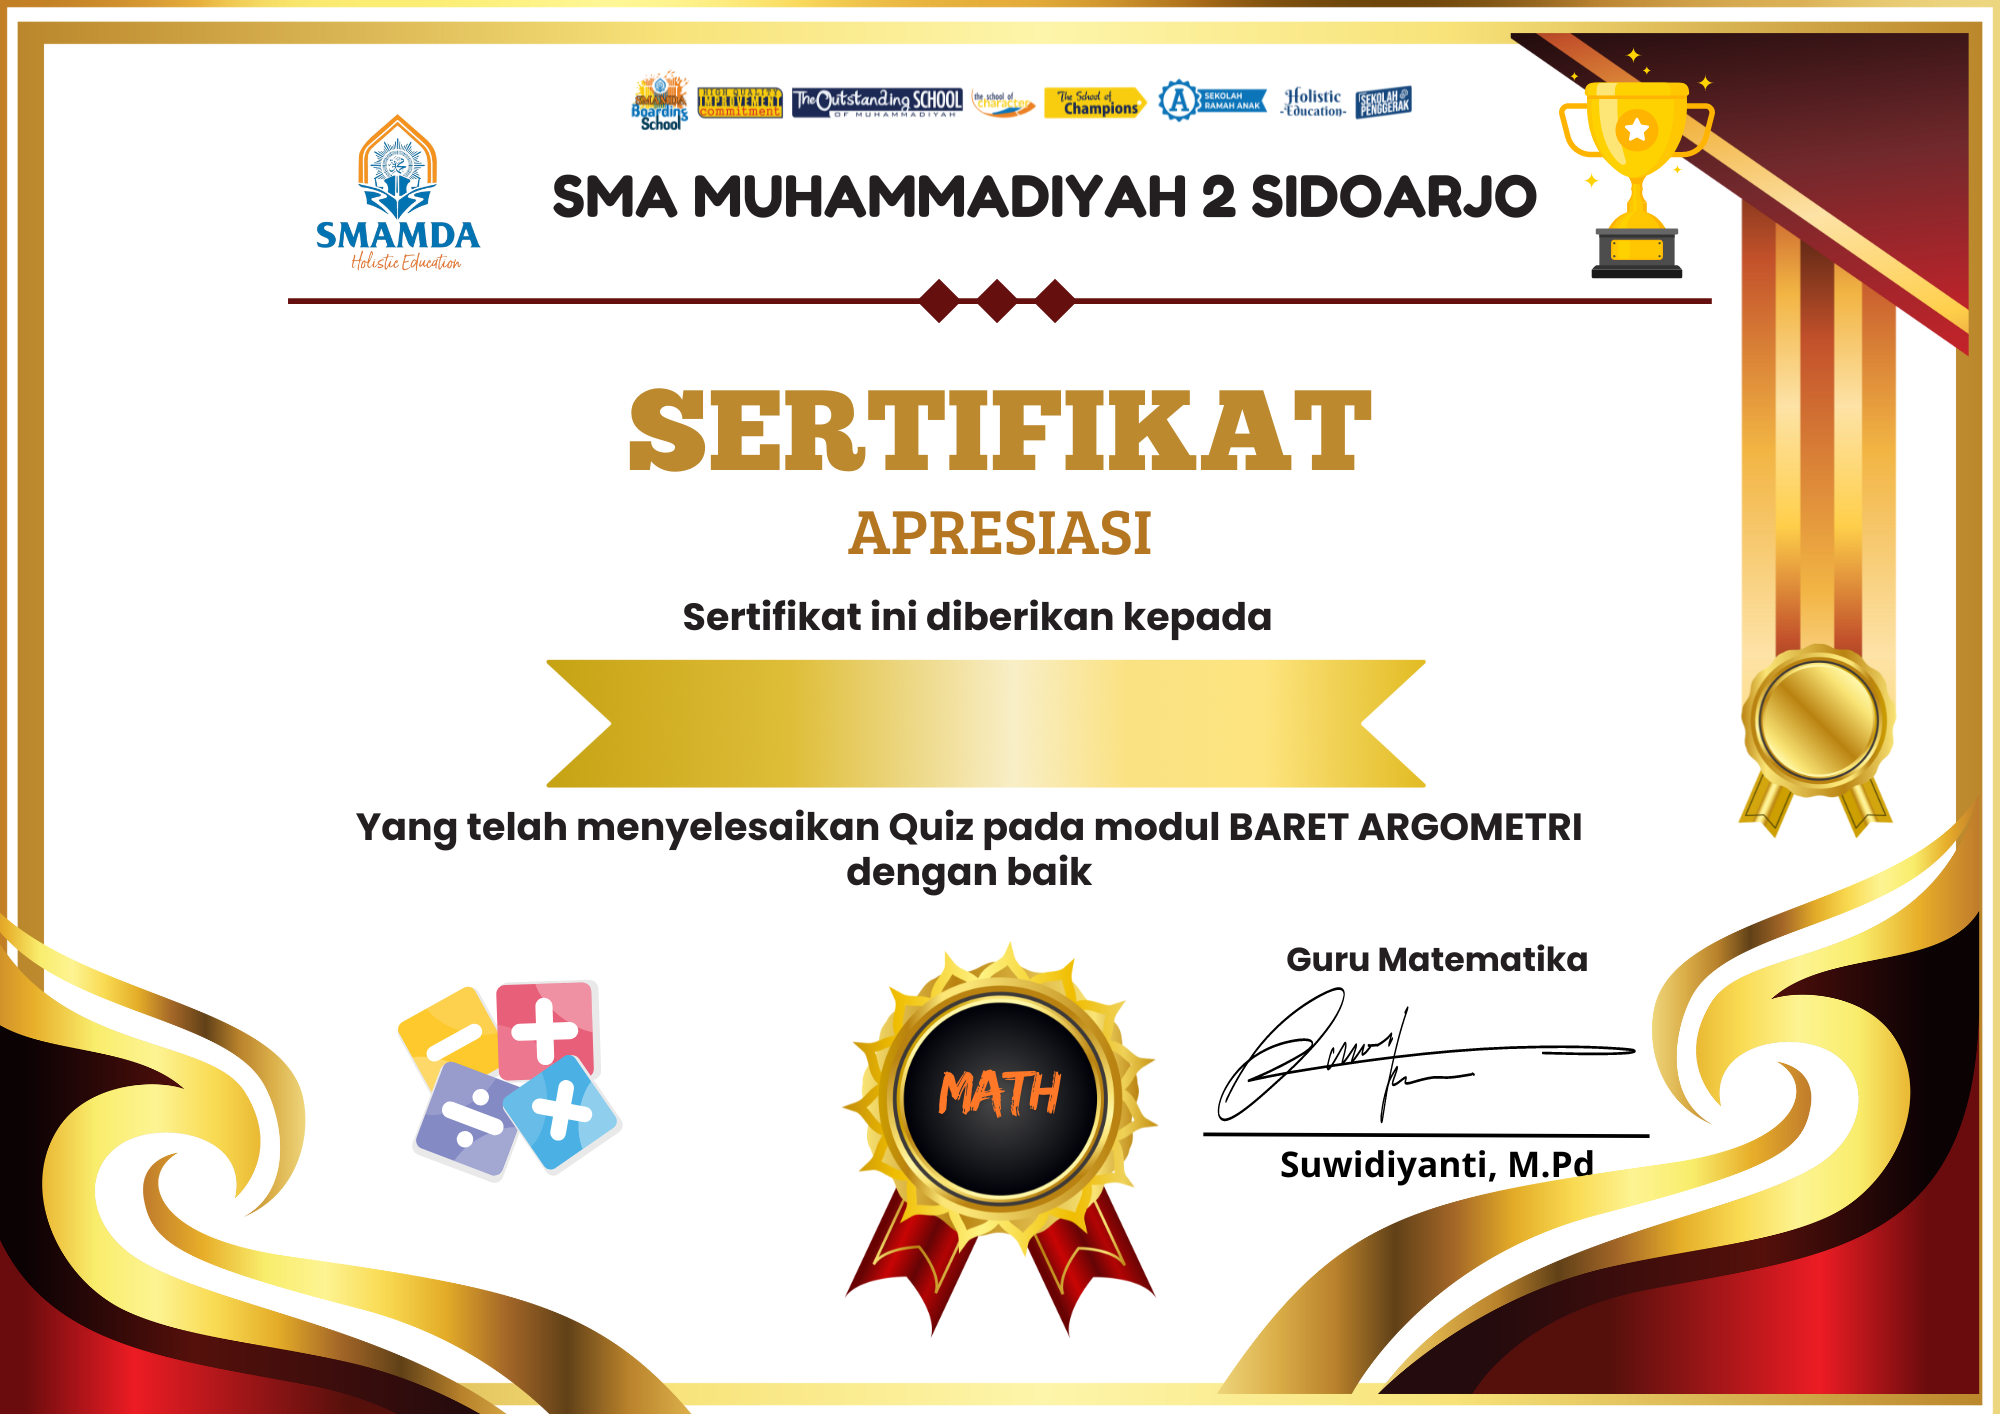 SMANDA
Boarding
School
HIGH QUALITY
IMPROVEMENT
commitment
The Outstanding SCHOOL
OF MUHAMMADIYAH
the school of
character
The School of
Champions
A
SEKOLAH
RAMAH ANAK
Holistic
-Education-
SEKOLAH
PENGGERAK
SMAMDA
Holistic Education
SMA MUHAMMADIYAH 2 SIDOARJO
SERTIFIKAT
APRESIASI
Sertifikat ini diberikan kepada
Yang telah menyelesaikan Quiz pada modul BARET ARGOMETRI
dengan baik
Guru Matematika
MATH
Suwidiyanti, M.Pd